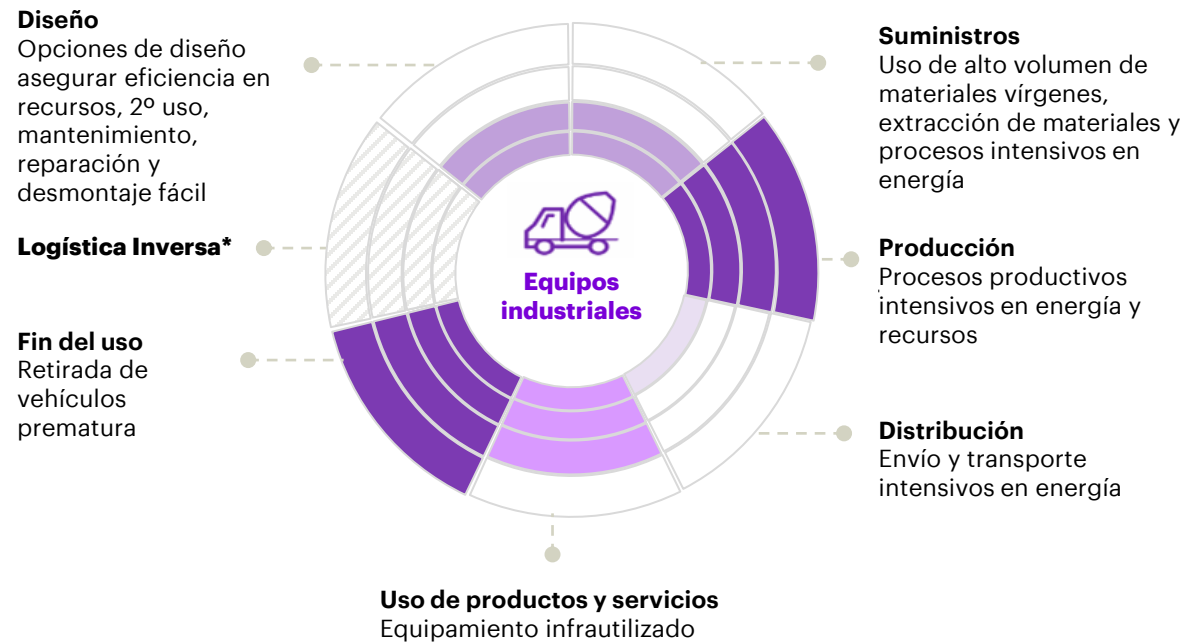 Diseño
Opciones de diseño
asegurar eficiencia en
recursos, 2º uso,
mantenimiento,
reparación y
desmontaje fácil
Logística Inversa*
Fin del uso
Retirada de
vehículos
prematura
Equipos
industriales
Suministros
Uso de alto volumen de
materiales vírgenes,
extracción de materiales y
procesos intensivos en
energía
Producción
Procesos productivos
intensivos en energía y
recursos
Distribución
Envío y transporte
intensivos en energía
Uso de productos y servicios
Equipamiento infrautilizado